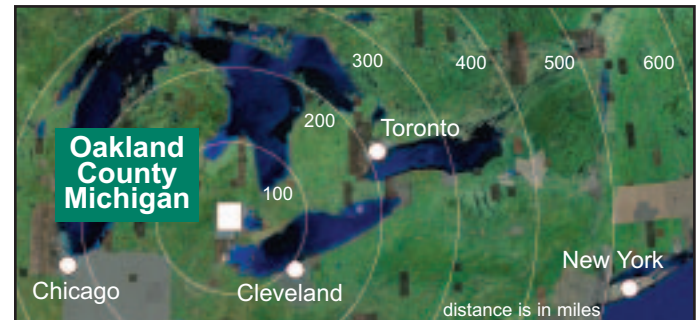 300
400
500
600
200
Toronto
Oakland
County
Michigan
100
New York
Chicago
Cleveland
distance is in miles